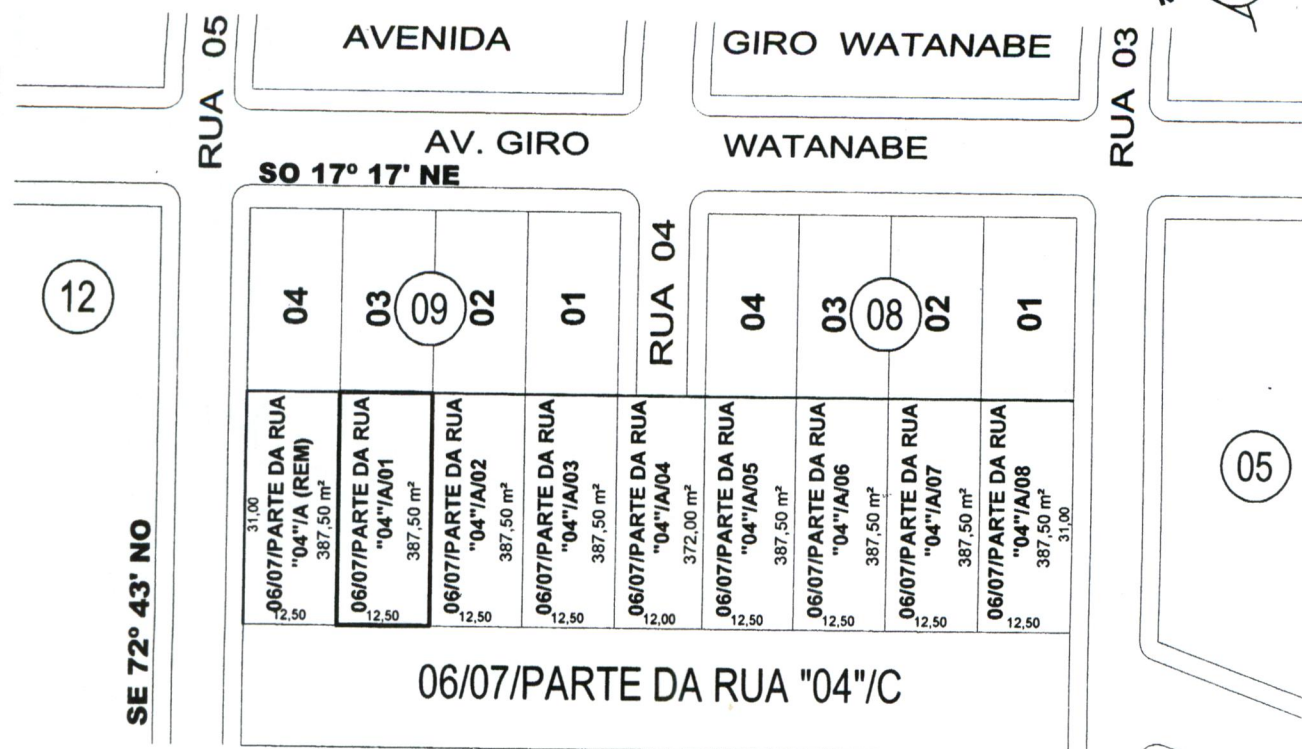 RUA 05
AVENIDA
GIRO WATANABE
RUA 03
AV. GIRO
WATANABE
SO 17º 17' NE
12
04
03
09
02
01
RUA 04
04
03
08
02
01
05
SE 72º 43' NO
31,00
06/07/PARTE DA RUA
"04"/A (REM)
387,50 m²
12,50
06/07/PARTE DA RUA
"04"/A/01
387,50 m²
12,50
06/07/PARTE DA RUA
"04"/A/02
387,50 m²
12,50
06/07/PARTE DA RUA
"04"/A/03
387,50 m²
12,50
06/07/PARTE DA RUA
"04"/A/04
372,00 m²
12,00
06/07/PARTE DA RUA
"04"/A/05
387,50 m²
12,50
06/07/PARTE DA RUA
"04"/A/06
387,50 m²
12,50
06/07/PARTE DA RUA
"04"/A/07
387,50 m²
12,50
06/07/PARTE DA RUA
"04"/A/08
387,50 m²
31,00
12,50
06/07/PARTE DA RUA "04"/C